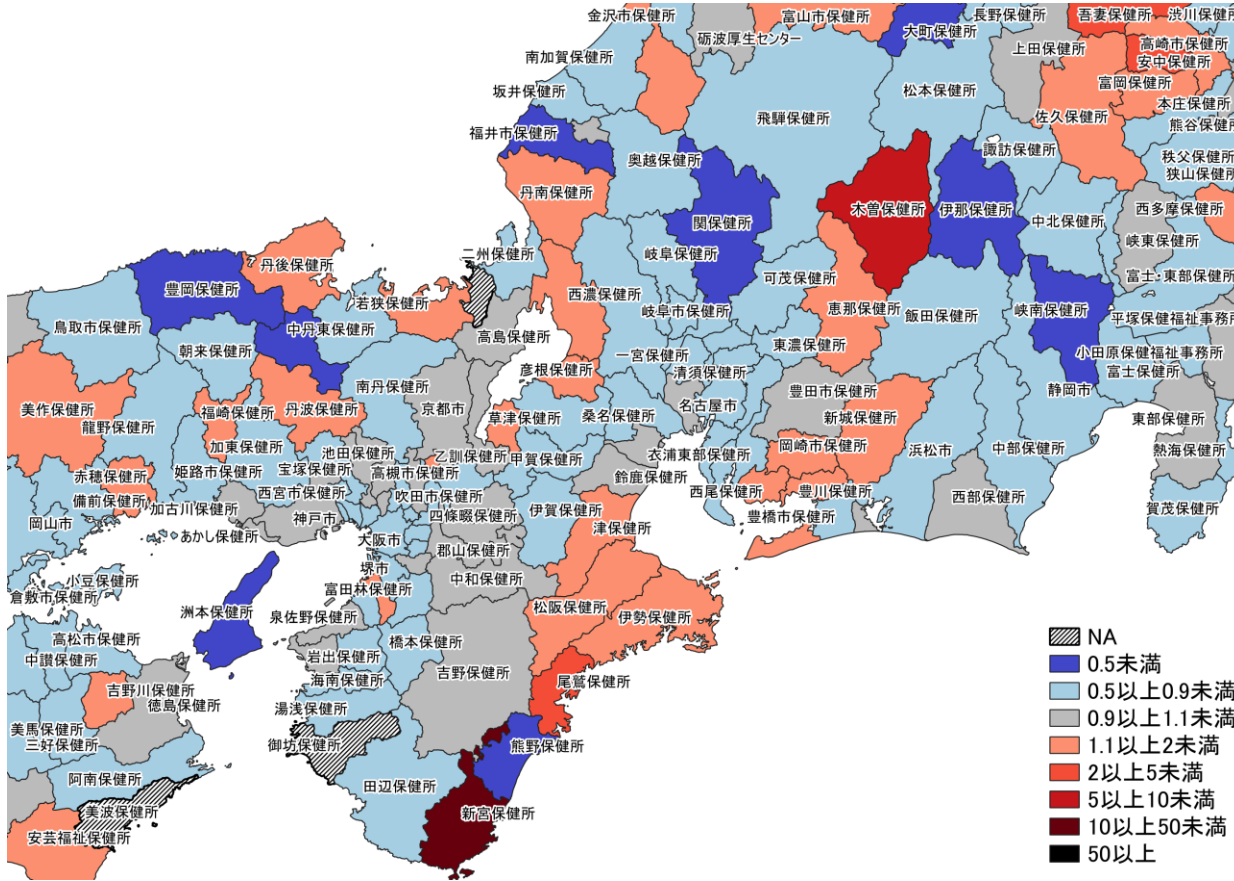 金沢市保健所
富山市保健所
大町保健所
長野保健所
吾妻保健所
渋川保健所
砺波厚生センター
南加賀保健所
上田保健所
高崎市保健所
安中保健所
坂井保健所
松本保健所
富岡保健所
本庄保健所
飛騨保健所
佐久保健所
熊谷保健所
福井市保健所
奥越保健所
諏訪保健所
秩父保健所
狭山保健所
丹南保健所
木曽保健所
伊那保健所
中北保健所
西多摩保健所
関保健所
峡東保健所
二州保健所
岐阜保健所
丹後保健所
可茂保健所
富士・東部保健所
豊岡保健所
若狭保健所
西濃保健所
岐阜市保健所
恵那保健所
飯田保健所
峡南保健所
平塚保健福祉事務所
鳥取市保健所
中丹東保健所
高島保健所
東濃保健所
朝来保健所
一宮保健所
小田原保健福祉事務所
彦根保健所
清須保健所
富士保健所
南丹保健所
豊田市保健所
静岡市
美作保健所
福崎保健所
丹波保健所
京都市
草津保健所
桑名保健所
名古屋市
新城保健所
東部保健所
龍野保健所
加東保健所
池田保健所
乙訓保健所
甲賀保健所
衣浦東部保健所
岡崎市保健所
浜松市
中部保健所
熱海保健所
赤穂保健所
姫路市保健所
宝塚保健所
高槻市保健所
鈴鹿保健所
備前保健所
西宮市保健所
吹田市保健所
西尾保健所
豊川保健所
西部保健所
賀茂保健所
岡山市
加古川保健所
神戸市
四條畷保健所
伊賀保健所
豊橋市保健所
あかし保健所
大阪市
津保健所
郡山保健所
小豆保健所
堺市
中和保健所
倉敷市保健所
富田林保健所
洲本保健所
泉佐野保健所
松阪保健所
伊勢保健所
高松市保健所
橋本保健所
中讃保健所
岩出保健所
吉野保健所
海南保健所
尾鷲保健所
吉野川保健所
徳島保健所
湯浅保健所
美馬保健所
三好保健所
御坊保健所
熊野保健所
阿南保健所
田辺保健所
美波保健所
新宮保健所
安芸福祉保健所
NA
0.5未満
0.5以上0.9未満
0.9以上1.1未満
1.1以上2未満
2以上5未満
5以上10未満
10以上50未満
50以上